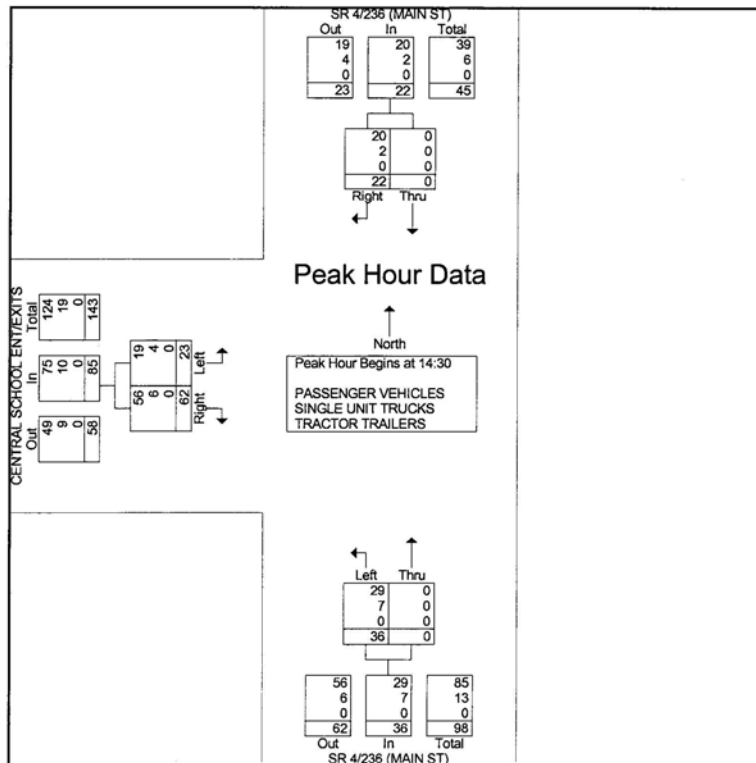 SR 4/236 (MAIN ST)
Out In Total
19 20 39
4 2 6
0 0 0
23 22 45
20 0
2 0
0 0
22 0
Right Thru
Peak Hour Data
North
Peak Hour Begins at 14:30
PASSENGER VEHICLES
SINGLE UNIT TRUCKS
TRACTOR TRAILERS
CENTRAL SCHOOL ENT/EXITS
Out In Total
49 75 124
9 10 19
0 0 0
58 85 143
56 19
6 4
0 0
62 23
Right Left
Left Thru
29 0
7 0
0 0
36 0
56 29 85
6 7 13
0 0 0
62 36 98
Out In Total
SR 4/236 (MAIN ST)